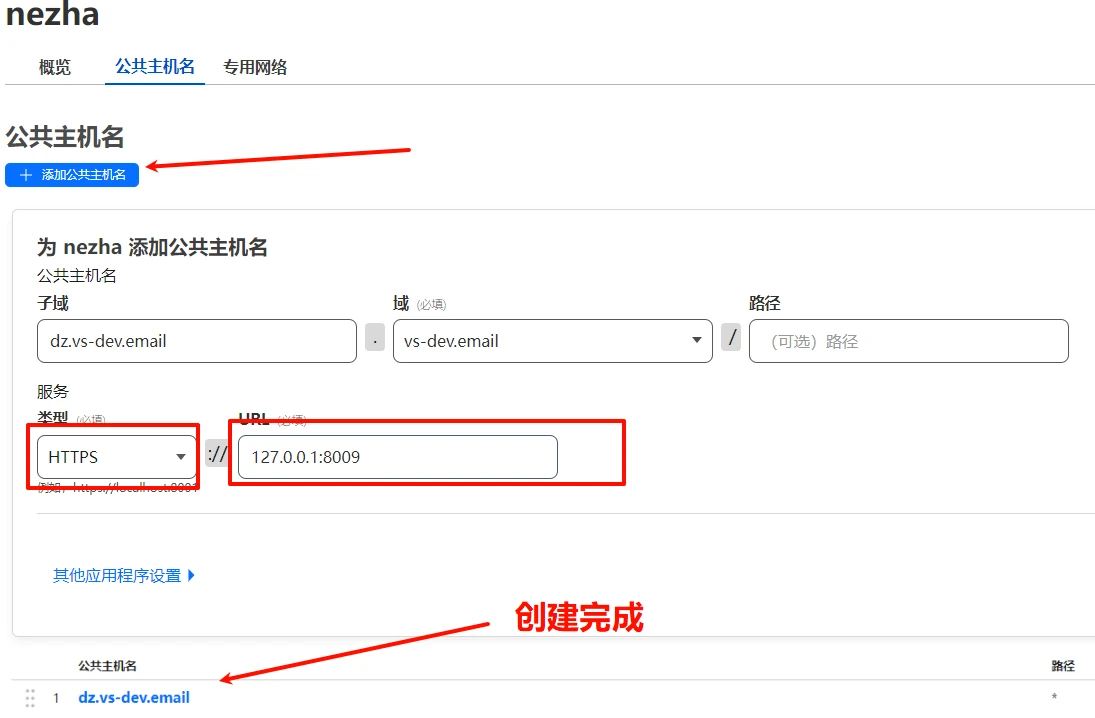 nezha
概览 公共主机名 专用网络
公共主机名
+ 添加公共主机名
为 nezha 添加公共主机名
公共主机名
子域 域 (必填) 路径
dz.vs-dev.email . vs-dev.email / （可选）路径
服务
类型 (必填) URL (必填)
HTTPS :// 127.0.0.1:8009
例如，https://localhost:8001
其他应用程序设置
创建完成
公共主机名 路径
1 dz.vs-dev.email *